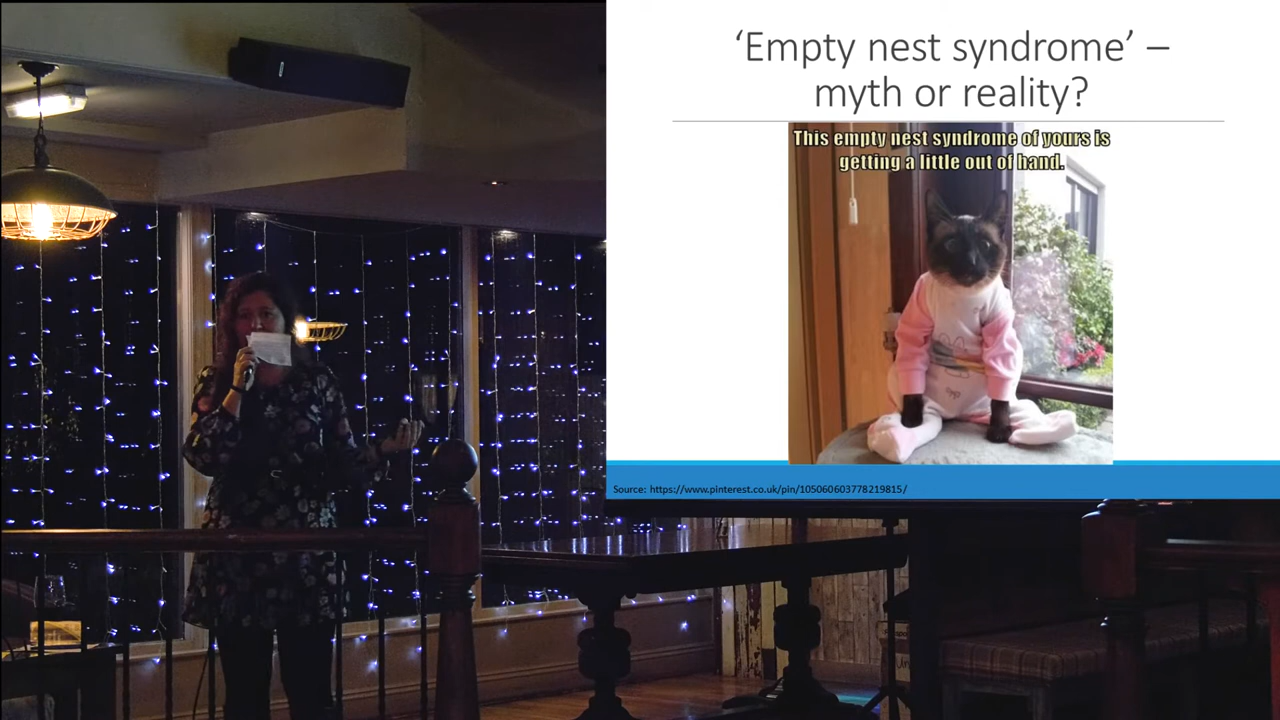 ‘Empty nest syndrome’ –
myth or reality?
This empty nest syndrome of yours is
getting a little out of hand.
Source: https://www.pinterest.co.uk/pin/105060603778219815/